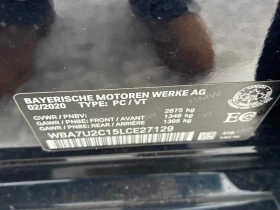 BAYERISCHE MOTOREN WERKE AG
02/2020 TYPE: PC / VT
GVWR / PNBV 2675 kg
GAWR / PNBE: FRONT / AVANT 1348 kg
GAWR / PNBE: REAR / ARRIÈRE 1395 kg
WBA7U2C15LCE27129